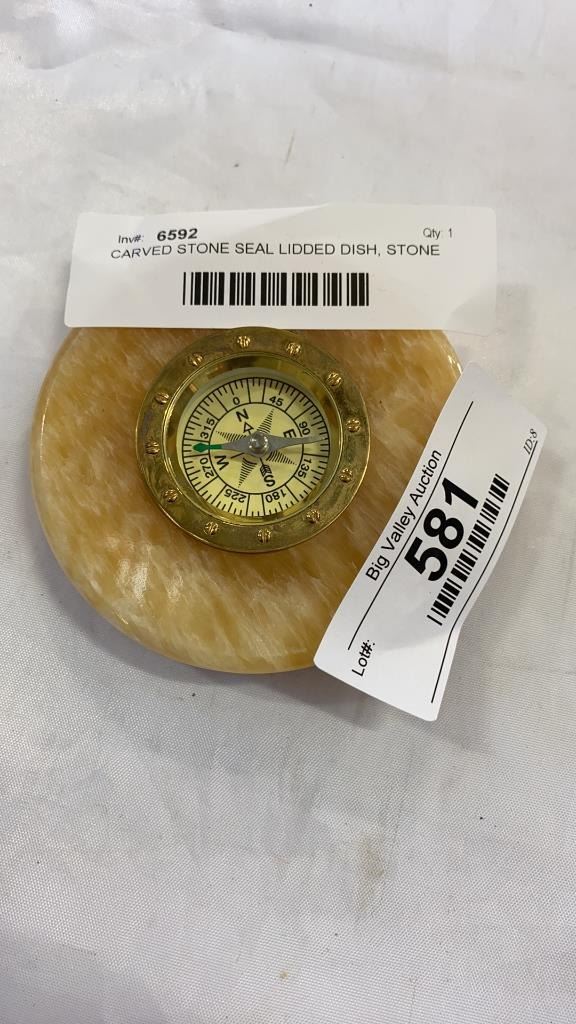 Inv#: 6592 Qty: 1
CARVED STONE SEAL LIDDED DISH, STONE
0 45 90 135 180 225 270 315
N E S W
Big Valley Auction
581
Lot#:
ID:8